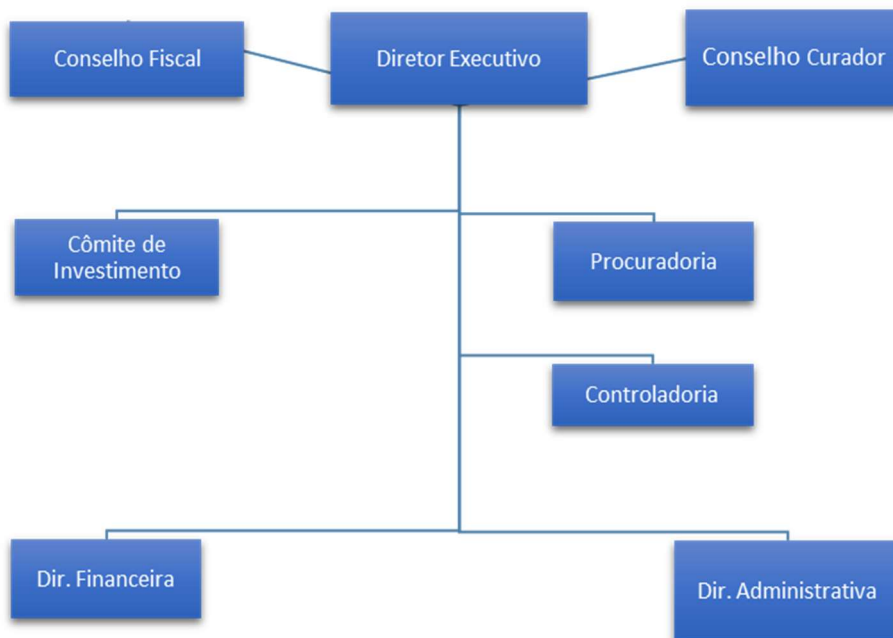 Conselho Fiscal
Diretor Executivo
Conselho Curador
Cômite de
Investimento
Procuradoria
Controladoria
Dir. Financeira
Dir. Administrativa